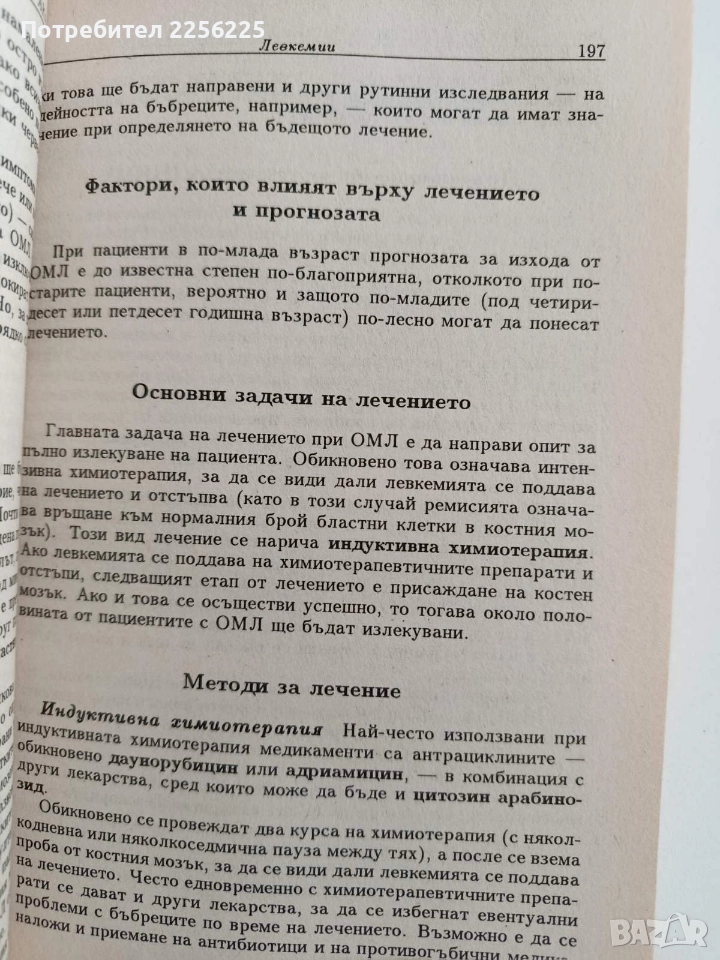 Потребител 2256225
Левкемии
197
ки това ще бъдат направени и други рутинни изследвания — на
дейността на бъбреците, например, — които могат да имат зна-
чение при определянето на бъдещото лечение.
Фактори, които влияят върху лечението
и прогнозата
При пациенти в по-млада възраст прогнозата за изхода от
ОМЛ е до известна степен по-благоприятна, отколкото при по-
старите пациенти, вероятно и защото по-младите (под четири-
десет или петдесет годишна възраст) по-лесно могат да понесат
лечението.
Основни задачи на лечението
Главната задача на лечението при ОМЛ е да направи опит за
пълно излекуване на пациента. Обикновено това означава интен-
зивна химиотерапия, за да се види дали левкемията се поддава
на лечението и отстъпва (като в този случай ремисията означа-
ва връщане към нормалния брой бластни клетки в костния мо-
зък). Този вид лечение се нарича индуктивна химиотерапия.
Ако левкемията се поддава на химиотерапевтичните препарати и
отстъпи, следващият етап от лечението е присаждане на костен
мозък. Ако и това се осъществи успешно, то тогава около поло-
вината от пациентите с ОМЛ ще бъдат излекувани.
Методи за лечение
Индуктивна химиотерапия Най-често използвани при
индуктивната химиотерапия медикаменти са антрациклините —
обикновено даунорубицин или адриамицин, — в комбинация с
други лекарства, сред които може да бъде и цитозин арабино-
зид.
Обикновено се провеждат два курса на химиотерапия (с някол-
кодневна или няколкоседмична пауза между тях), а после се взема
проба от костния мозък, за да се види дали левкемията се поддава
на лечението. Често едновременно с химиотерапевтичните препа-
рати се дават и други лекарства, за да се избегнат евентуални
проблеми с бъбреците по време на лечението. Възможно е да се
наложи и приемане на антибиотици и на противогъбични медика-
BAZAR